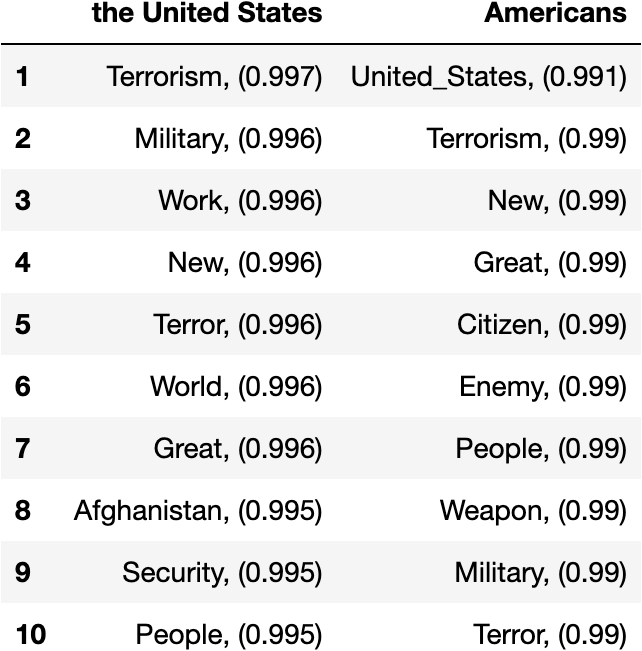 the United States Americans
1 Terrorism, (0.997) United_States, (0.991)
2 Military, (0.996) Terrorism, (0.99)
3 Work, (0.996) New, (0.99)
4 New, (0.996) Great, (0.99)
5 Terror, (0.996) Citizen, (0.99)
6 World, (0.996) Enemy, (0.99)
7 Great, (0.996) People, (0.99)
8 Afghanistan, (0.995) Weapon, (0.99)
9 Security, (0.995) Military, (0.99)
10 People, (0.995) Terror, (0.99)